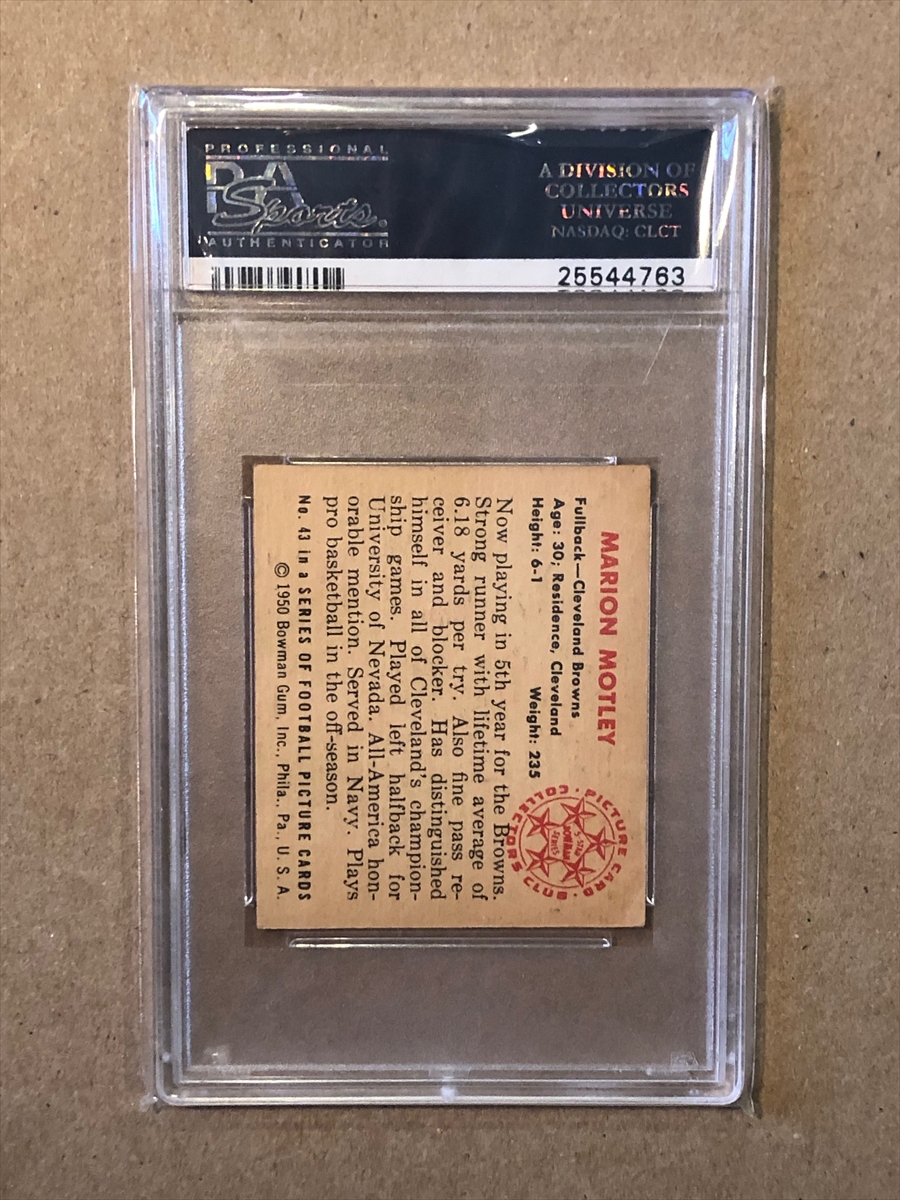 PROFESSIONAL
PSA
Sports.
AUTHENTICATOR
A DIVISION OF
COLLECTORS
UNIVERSE
NASDAQ: CLCT
25544763
MARION MOTLEY
Fullback—Cleveland Browns
Age: 30; Residence, Cleveland
Height: 6-1 Weight: 235
PICTURE CARD COLLECTORS CLUB
5-STAR
BOWMAN
SERIES
Now playing in 5th year for the Browns.
Strong runner with lifetime average of
6.18 yards per try. Also fine pass re-
ceiver and blocker. Has distinguished
himself in all of Cleveland's champion-
ship games. Played left halfback for
University of Nevada. All-America hon-
orable mention. Served in Navy. Plays
pro basketball in the off-season.
No. 43 in a SERIES OF FOOTBALL PICTURE CARDS
© 1950 Bowman Gum, Inc., Phila., Pa. U. S. A.